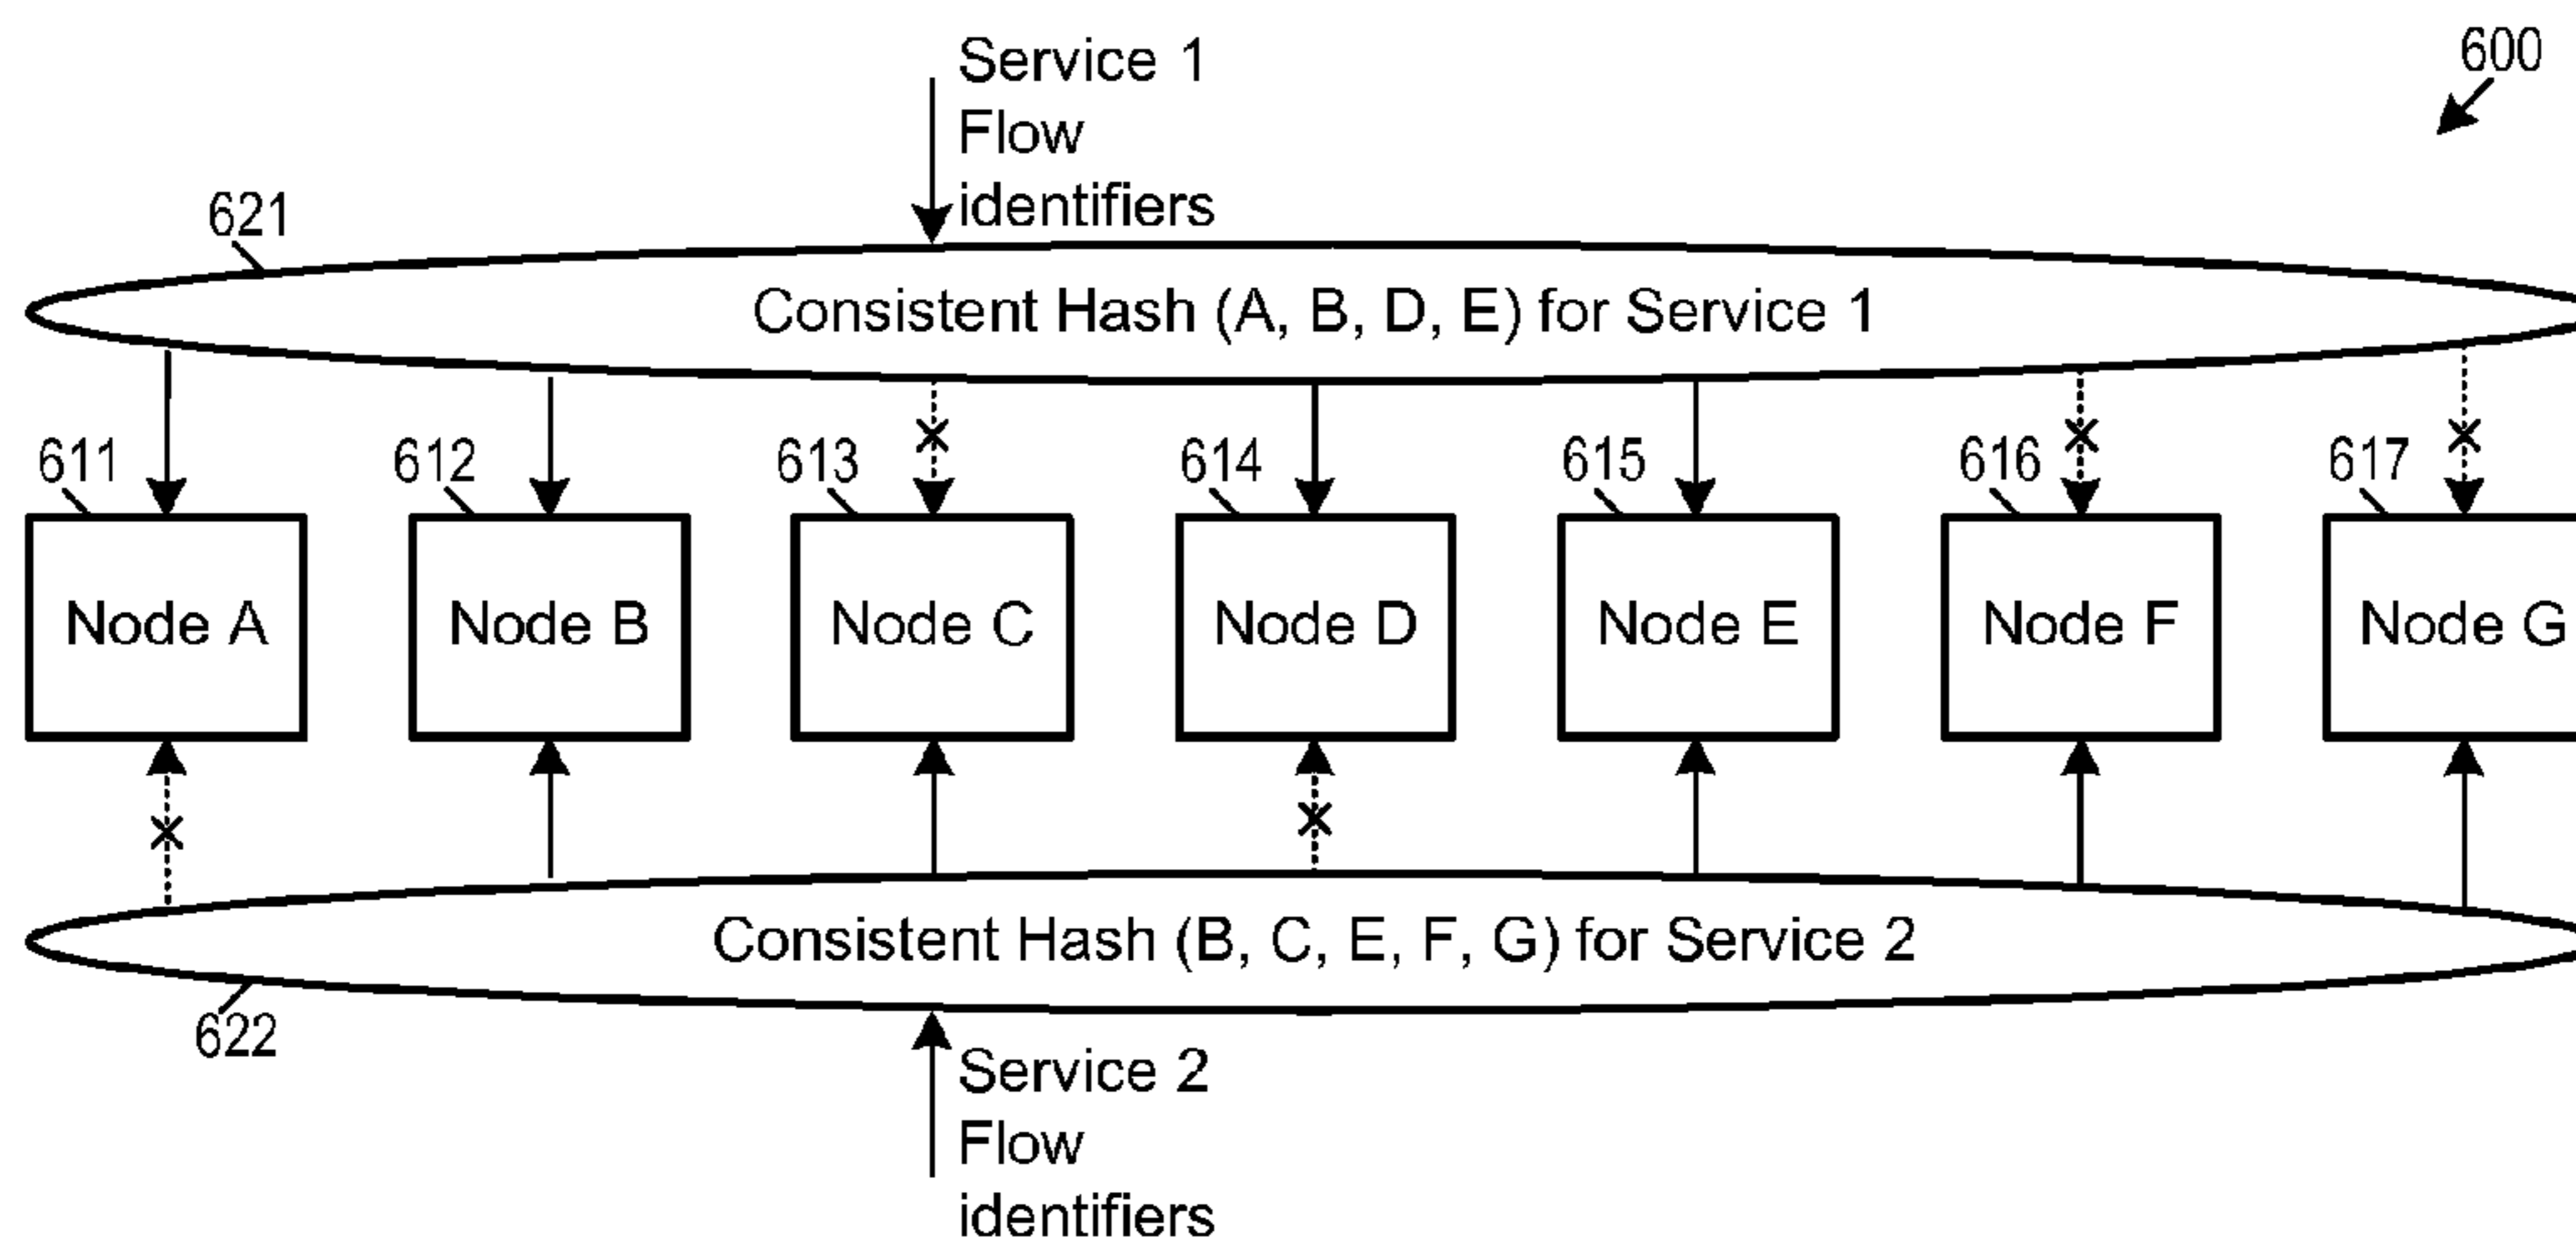 Service 1
Flow
identifiers
600
621
Consistent Hash (A, B, D, E) for Service 1
611
612
613
614
615
616
617
Node A
Node B
Node C
Node D
Node E
Node F
Node G
Consistent Hash (B, C, E, F, G) for Service 2
622
Service 2
Flow
identifiers